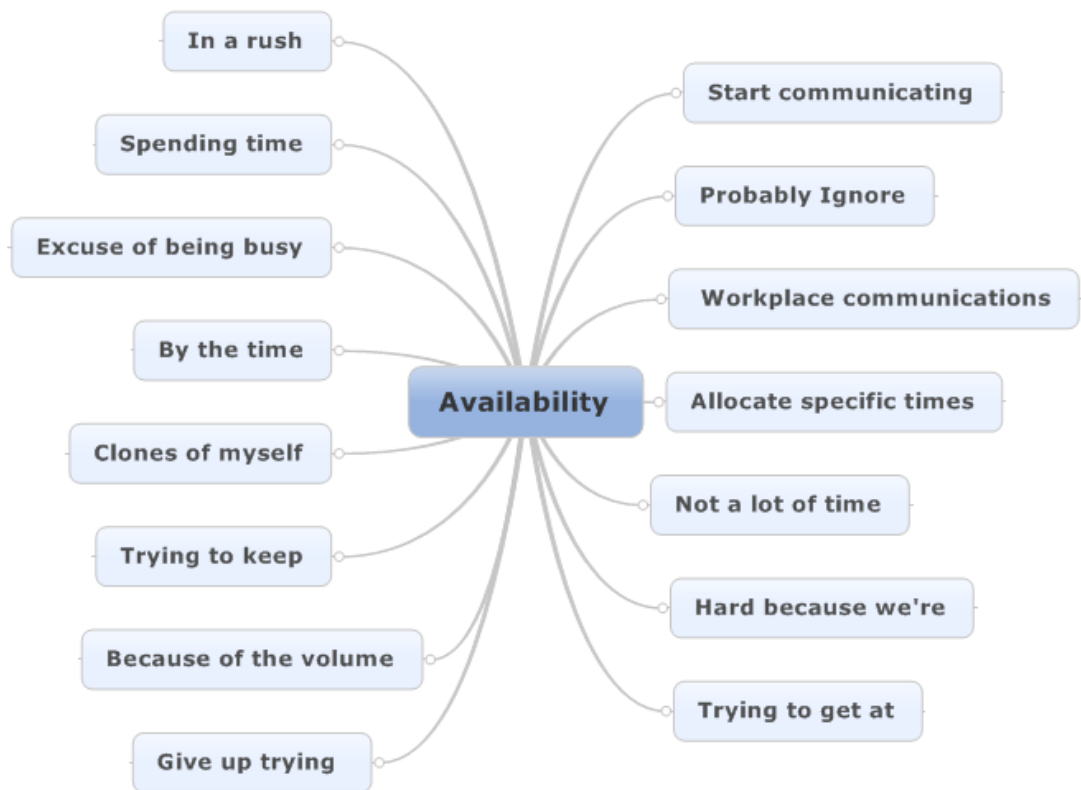 In a rush
Spending time
Excuse of being busy
By the time
Clones of myself
Trying to keep
Because of the volume
Give up trying
Availability
Start communicating
Probably Ignore
Workplace communications
Allocate specific times
Not a lot of time
Hard because we're
Trying to get at